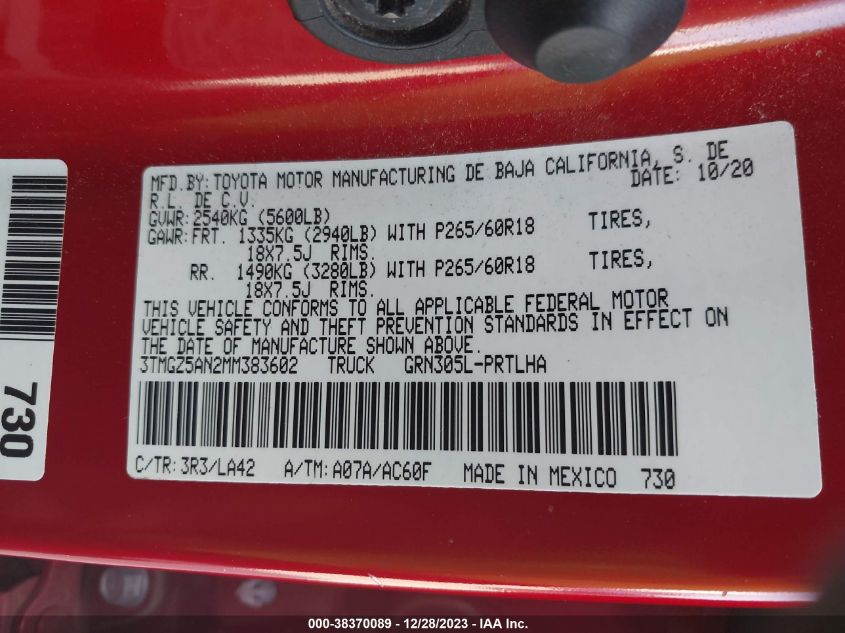 MFD.BY:TOYOTA MOTOR MANUFACTURING DE BAJA CALIFORNIA, S. DE
R.L. DE C.V. DATE: 10/20
GVWR:2540KG (5600LB)
GAWR:FRT. 1335KG (2940LB) WITH P265/60R18 TIRES,
18X7.5J RIMS.
RR. 1490KG (3280LB) WITH P265/60R18 TIRES,
18X7.5J RIMS.
THIS VEHICLE CONFORMS TO ALL APPLICABLE FEDERAL MOTOR
VEHICLE SAFETY AND THEFT PREVENTION STANDARDS IN EFFECT ON
THE DATE OF MANUFACTURE SHOWN ABOVE.
3TMGZ5AN2MM383602 TRUCK GRN305L-PRTLHA
C/TR:3R3/LA42 A/TM:A07A/AC60F MADE IN MEXICO 730
730
000-38370089 - 12/28/2023 - IAA Inc.